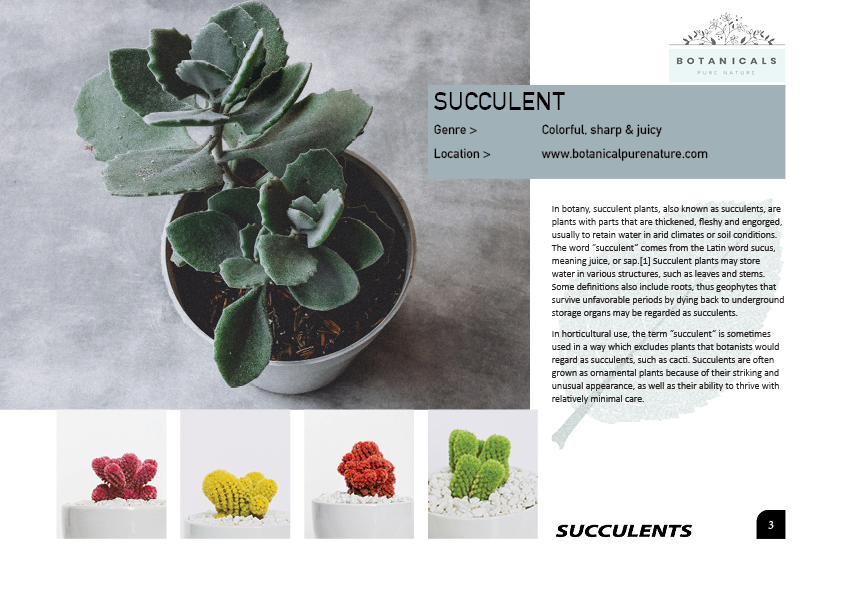 BOTANICALS
PURE NATURE
SUCCULENT
Genre > Colorful, sharp & juicy
Location > www.botanicalpurenature.com
In botany, succulent plants, also known as succulents, are
plants with parts that are thickened, fleshy and engorged,
usually to retain water in arid climates or soil conditions.
The word "succulent" comes from the Latin word sucus,
meaning juice, or sap.[1] Succulent plants may store
water in various structures, such as leaves and stems.
Some definitions also include roots, thus geophytes that
survive unfavorable periods by dying back to underground
storage organs may be regarded as succulents.
In horticultural use, the term "succulent" is sometimes
used in a way which excludes plants that botanists would
regard as succulents, such as cacti. Succulents are often
grown as ornamental plants because of their striking and
unusual appearance, as well as their ability to thrive with
relatively minimal care.
SUCCULENTS
3